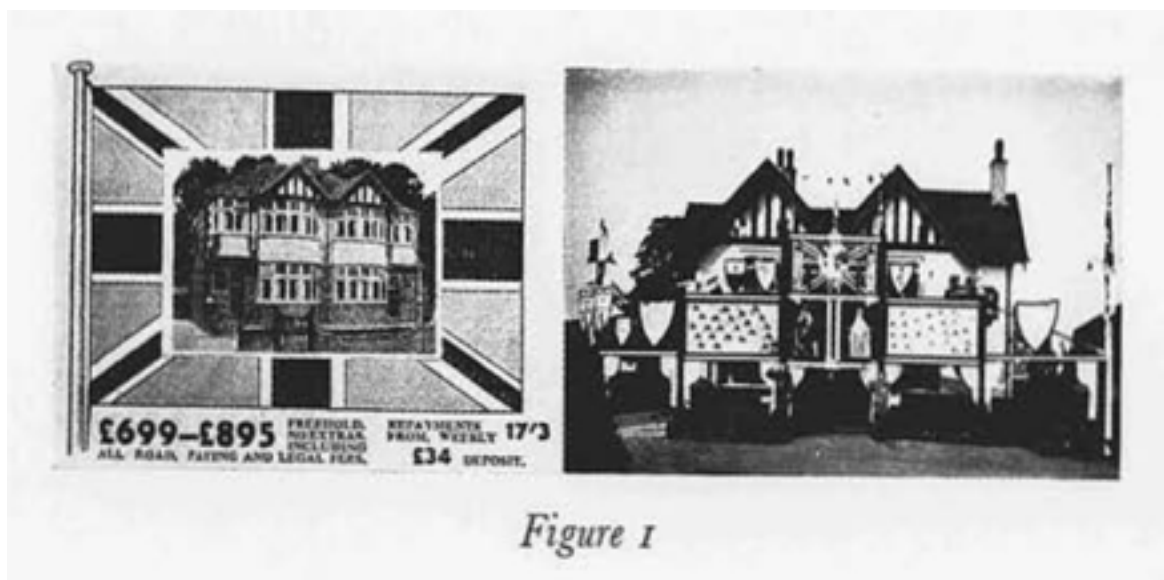 £699–£895 FREEHOLD, NO EXTRAS, INCLUDING
ALL ROAD, PAVING AND LEGAL FEES.
REPAYMENTS FROM, WEEKLY 17/3
£34 DEPOSIT.
Figure 1